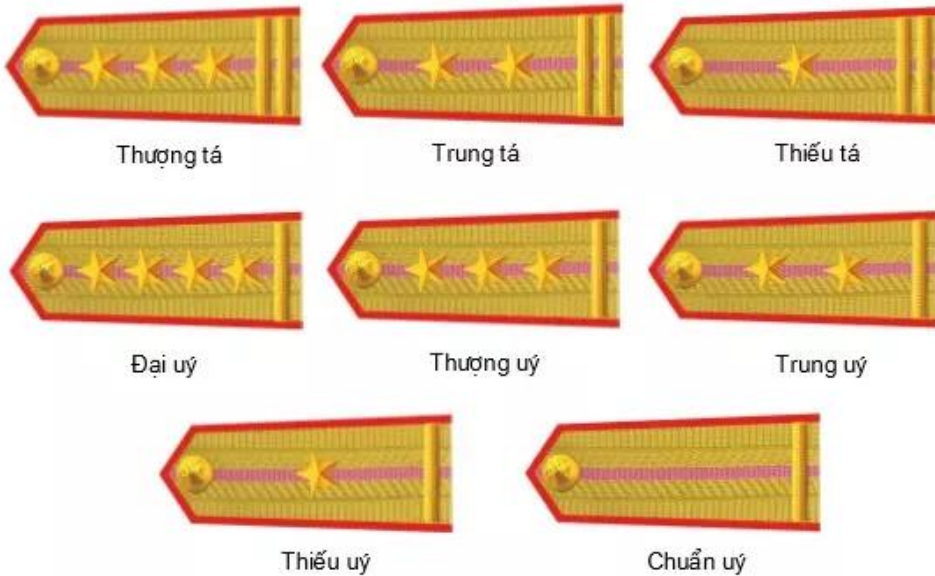 Thượng tá
Trung tá
Thiếu tá
Đại uý
Thượng uý
Trung uý
Thiếu uý
Chuẩn uý